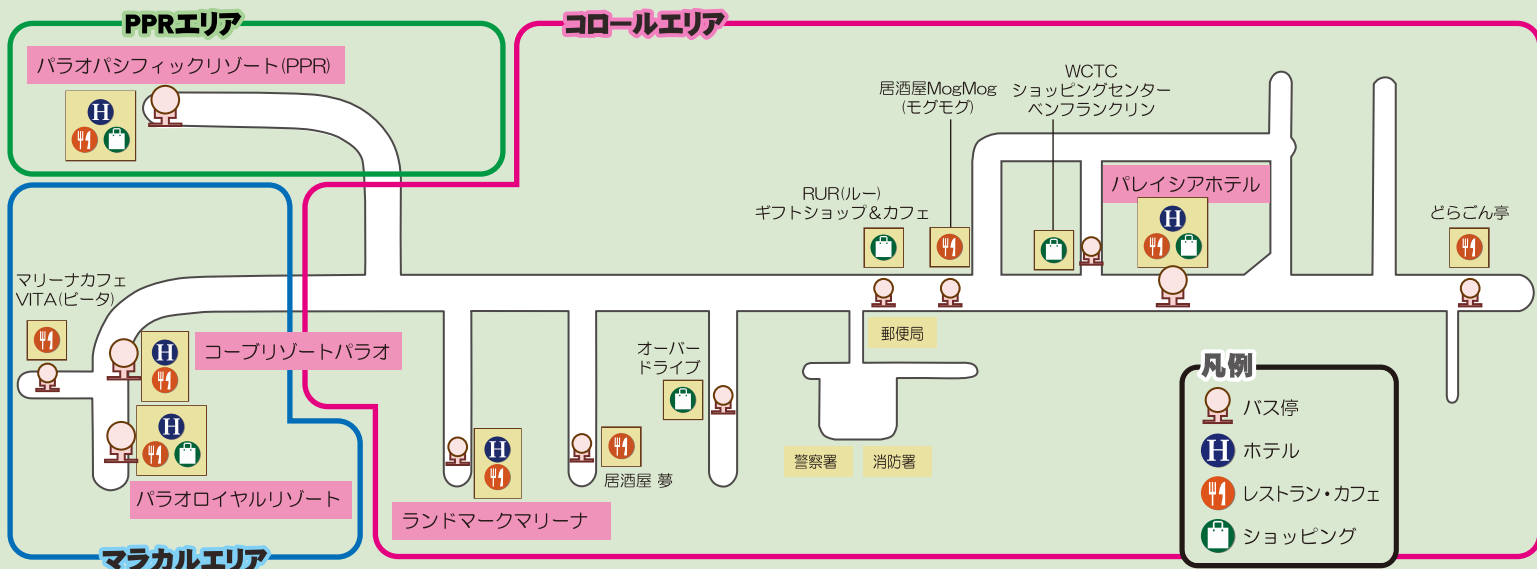 PPRエリア
パラオパシフィックリゾート(PPR)
H
コロールエリア
居酒屋MogMog
(モグモグ)
WCTC
ショッピングセンター
ベンフランクリン
RUR(ルー)
ギフトショップ&カフェ
パレイシアホテル
H
どらごん亭
マリーナカフェ
VITA(ビータ)
H
コーブリゾートパラオ
H
パラオロイヤルリゾート
マラカルエリア
H
ランドマークマリーナ
居酒屋 夢
オーバー
ドライブ
郵便局
警察署
消防署
凡例
バス停
H ホテル
レストラン・カフェ
ショッピング